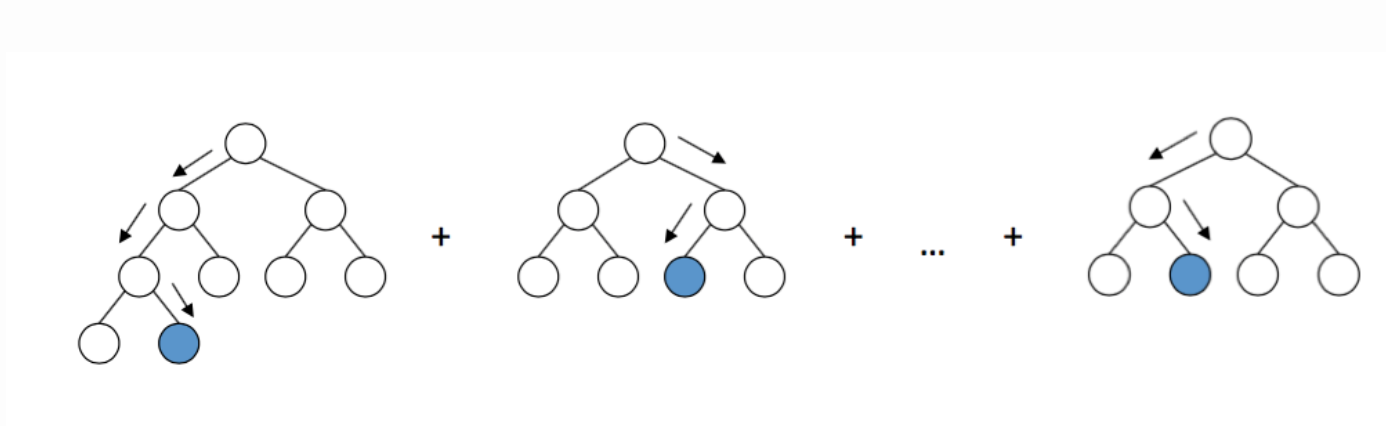 + + ... +